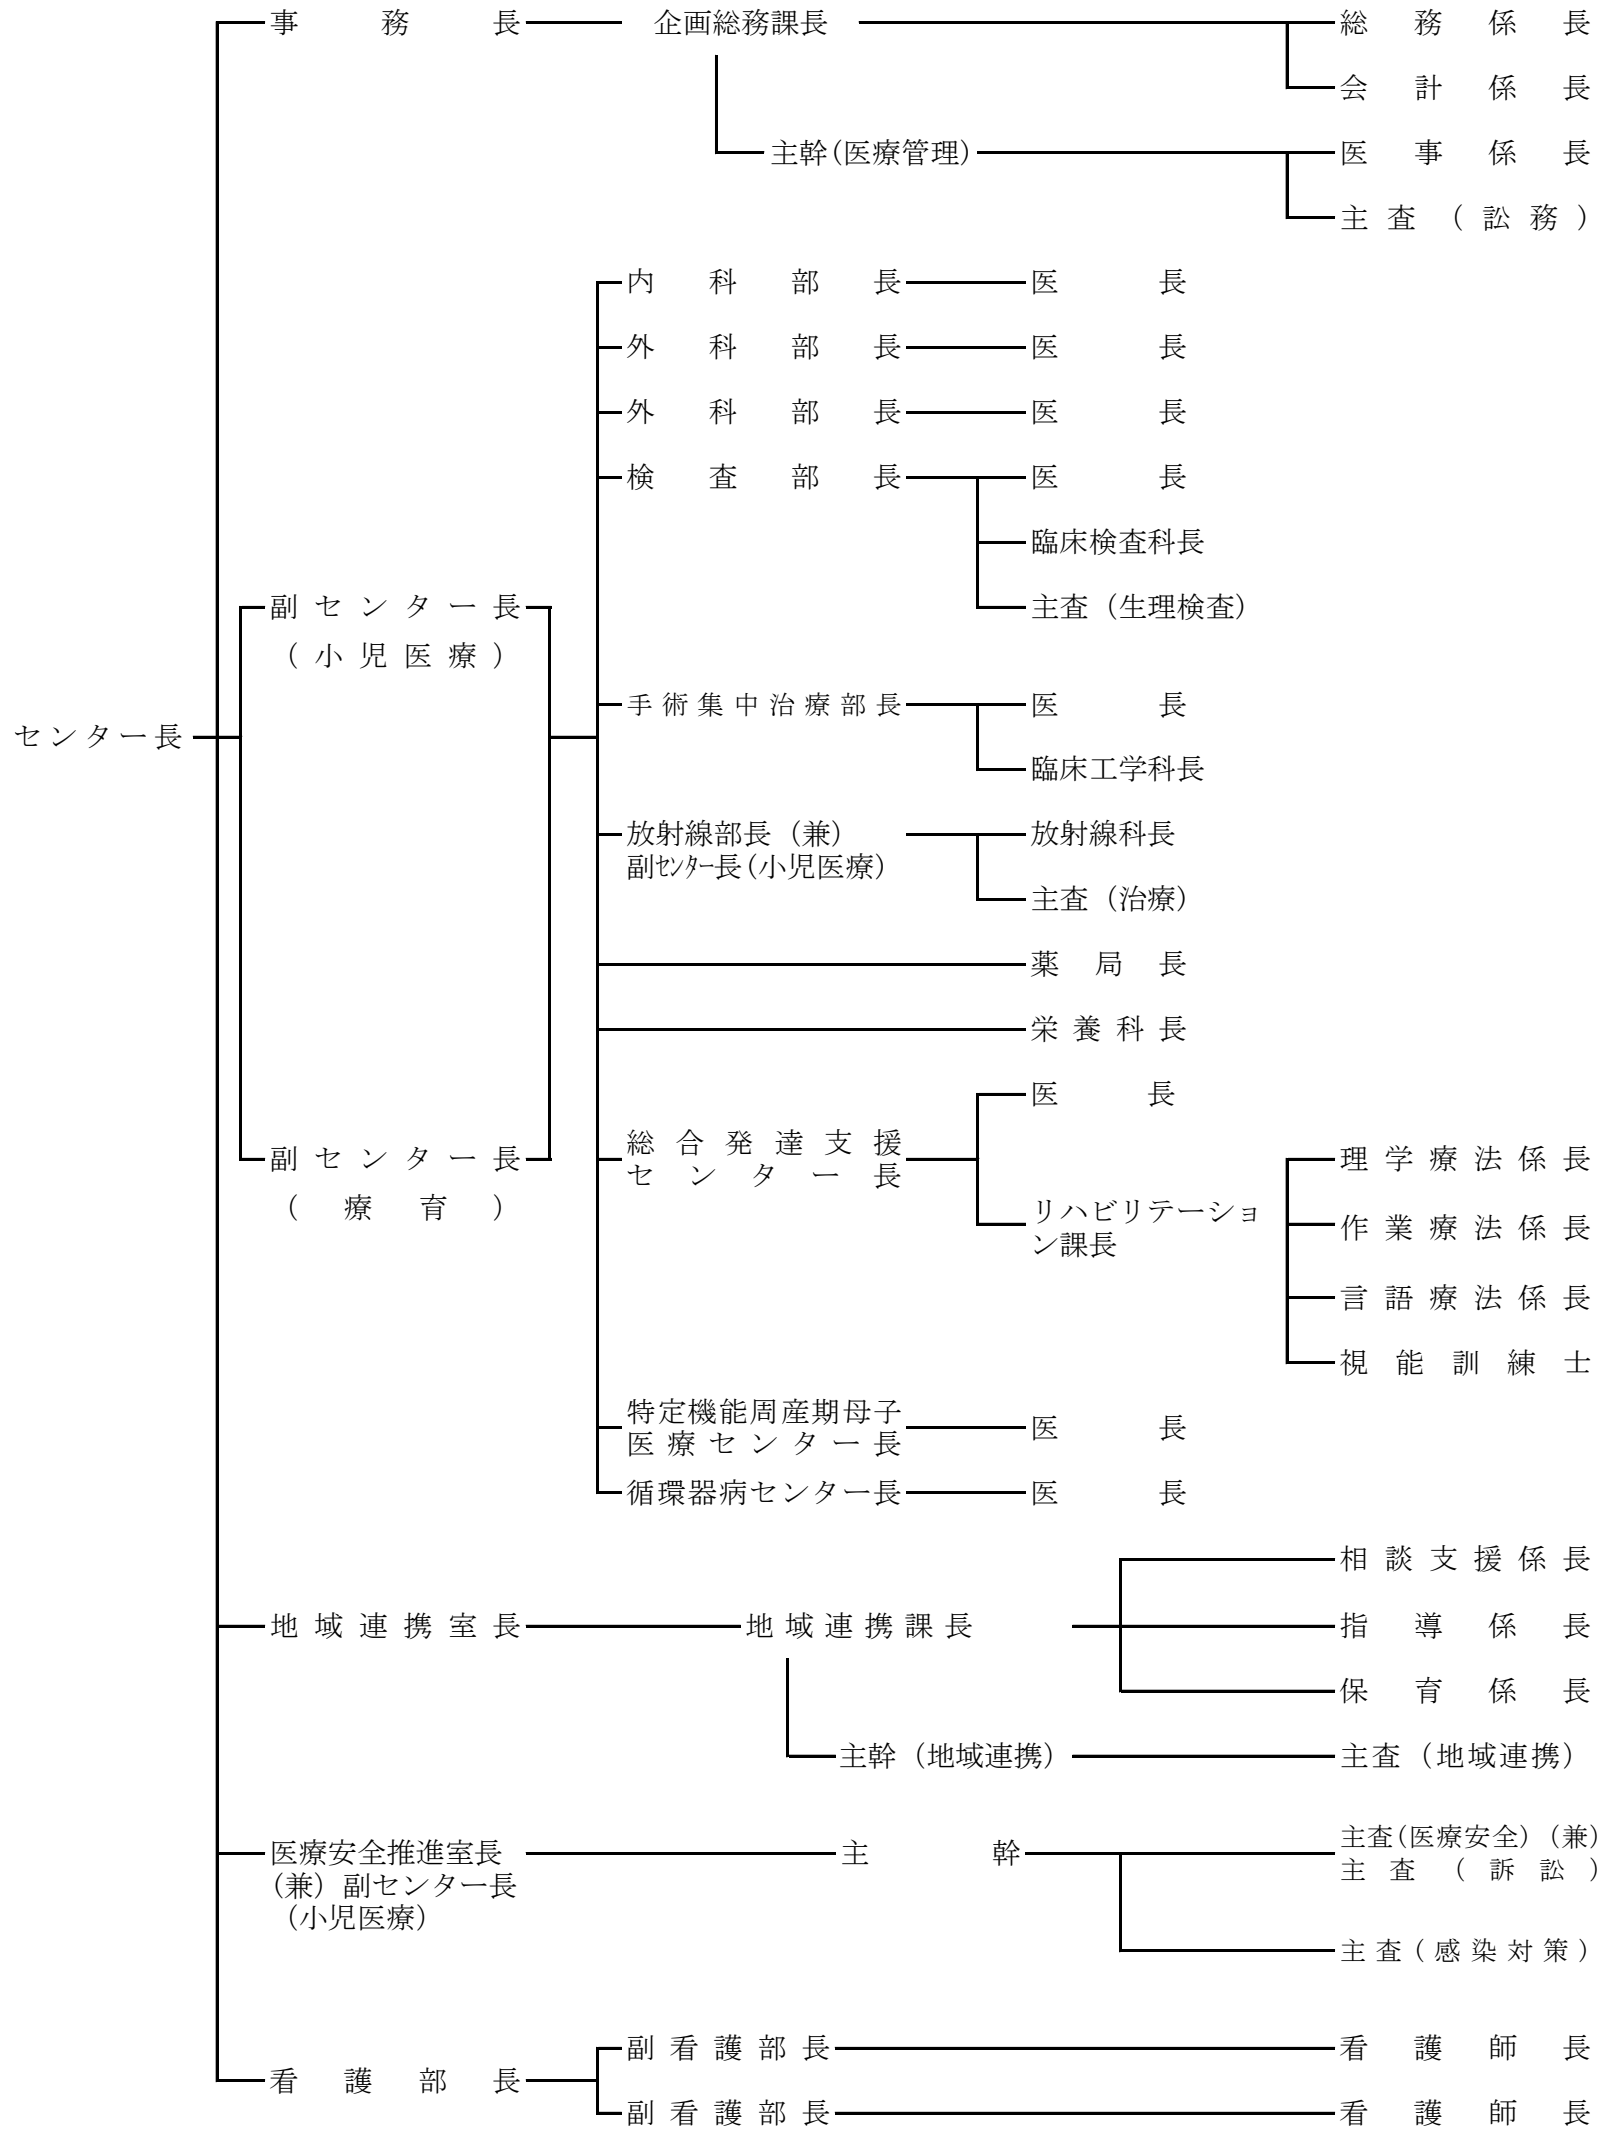 事務長 企画総務課長 総務係長
会計係長
主幹(医療管理) 医事係長
主査(訟務)
内科部長 医長
外科部長 医長
外科部長 医長
検査部長 医長
臨床検査科長
副センター長 主査（生理検査）
(小児医療)
手術集中治療部長 医長
センター長
臨床工学科長
放射線部長（兼） 放射線科長
副ｾﾝﾀｰ長(小児医療)
主査（治療）
薬局長
栄養科長
医長
総合発達支援
副センター長 理学療法係長
センター長
(療育) リハビリテーショ
作業療法係長
ン課長
言語療法係長
視能訓練士
特定機能周産期母子
医長
医療センター長
循環器病センター長 医長
相談支援係長
地域連携室長 地域連携課長 指導係長
保育係長
主幹（地域連携） 主査（地域連携）
主査(医療安全)（兼）
医療安全推進室長 主幹
主査(訴訟)
（兼）副センター長
（小児医療）
主査(感染対策)
副看護部長 看護師長
看護部長
副看護部長 看護師長